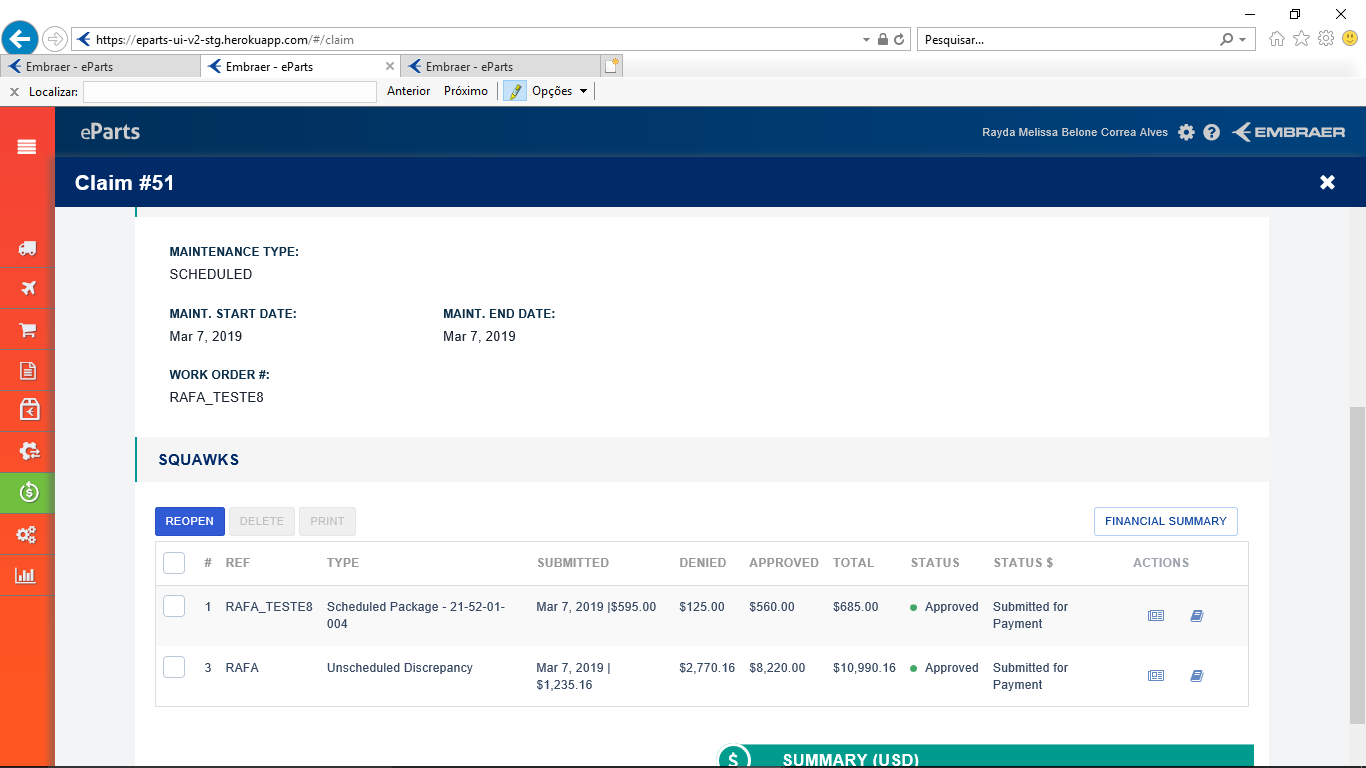 https://eparts-ui-v2-stg.herokuapp.com/#/claim
Pesquisar...
Embraer - eParts
Embraer - eParts
Embraer - eParts
Localizar:
Anterior Próximo Opções
eParts
Rayda Melissa Belone Correa Alves
EMBRAER
Claim #51
MAINTENANCE TYPE:
SCHEDULED
MAINT. START DATE: MAINT. END DATE:
Mar 7, 2019 Mar 7, 2019
WORK ORDER #:
RAFA_TESTE8
SQUAWKS
REOPEN DELETE PRINT FINANCIAL SUMMARY
# REF TYPE SUBMITTED DENIED APPROVED TOTAL STATUS STATUS $ ACTIONS
1 RAFA_TESTE8 Scheduled Package - 21-52-01- Mar 7, 2019 |$595.00 $125.00 $560.00 $685.00 Approved Submitted for
004 Payment
3 RAFA Unscheduled Discrepancy Mar 7, 2019 | $2,770.16 $8,220.00 $10,990.16 Approved Submitted for
$1,235.16 Payment
SUMMARY (USD)